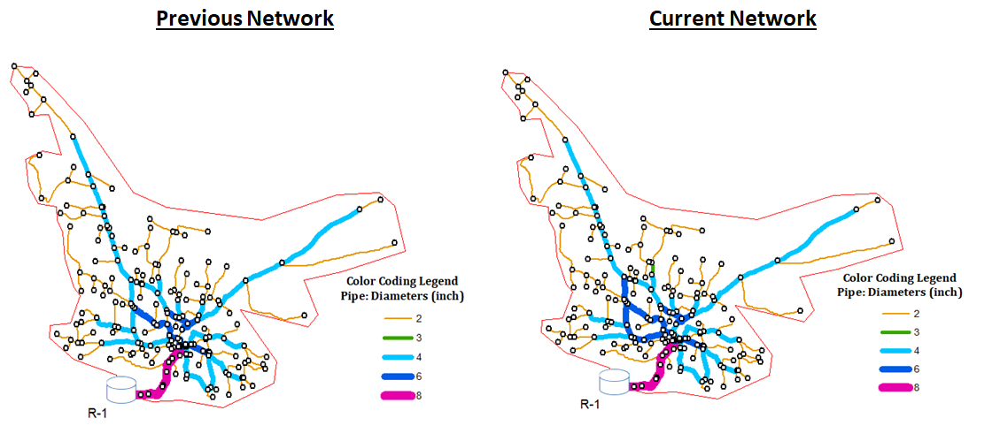 Previous Network
Current Network
Color Coding Legend
Pipe: Diameters (inch)
2
3
4
6
8
R-1
Color Coding Legend
Pipe: Diameters (inch)
2
3
4
6
8
R-1